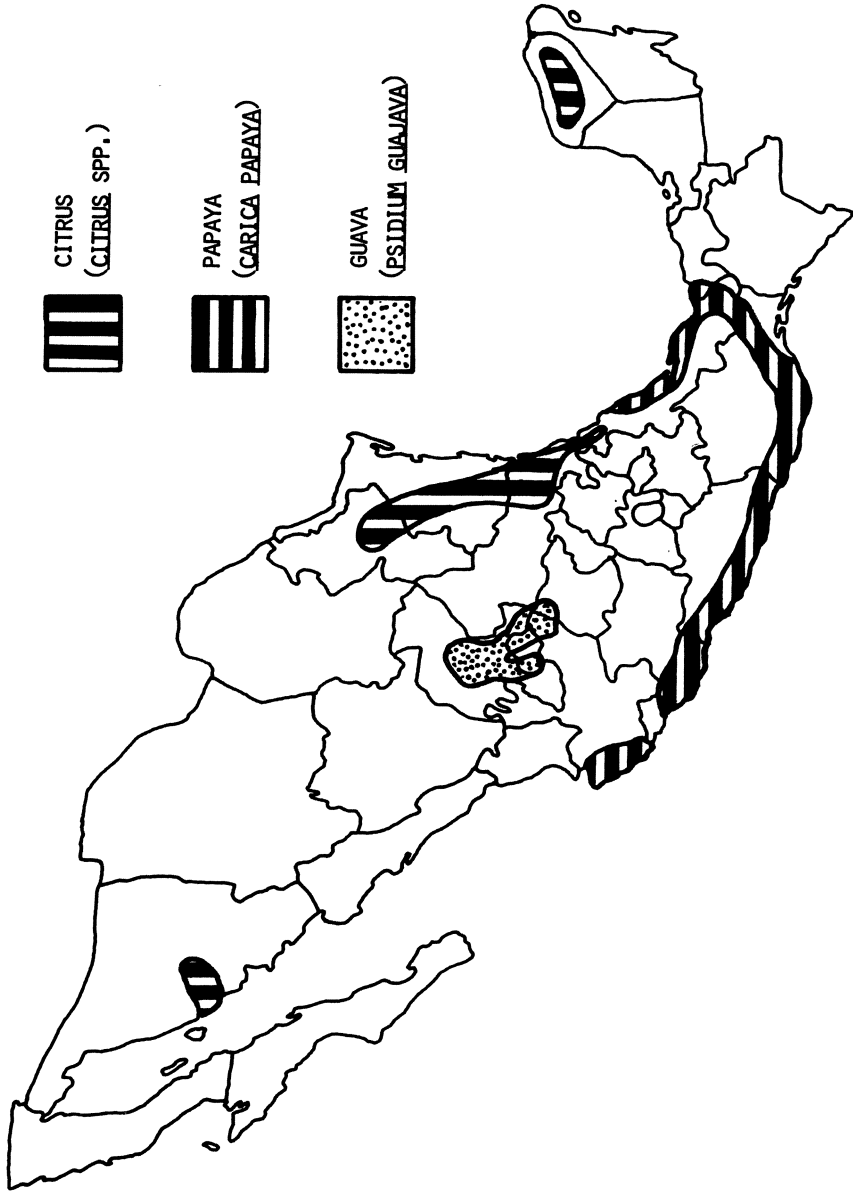 CITRUS
(CITRUS SPP.)
PAPAYA
(CARICA PAPAYA)
GUAVA
(PSIDIUM GUAJAVA)